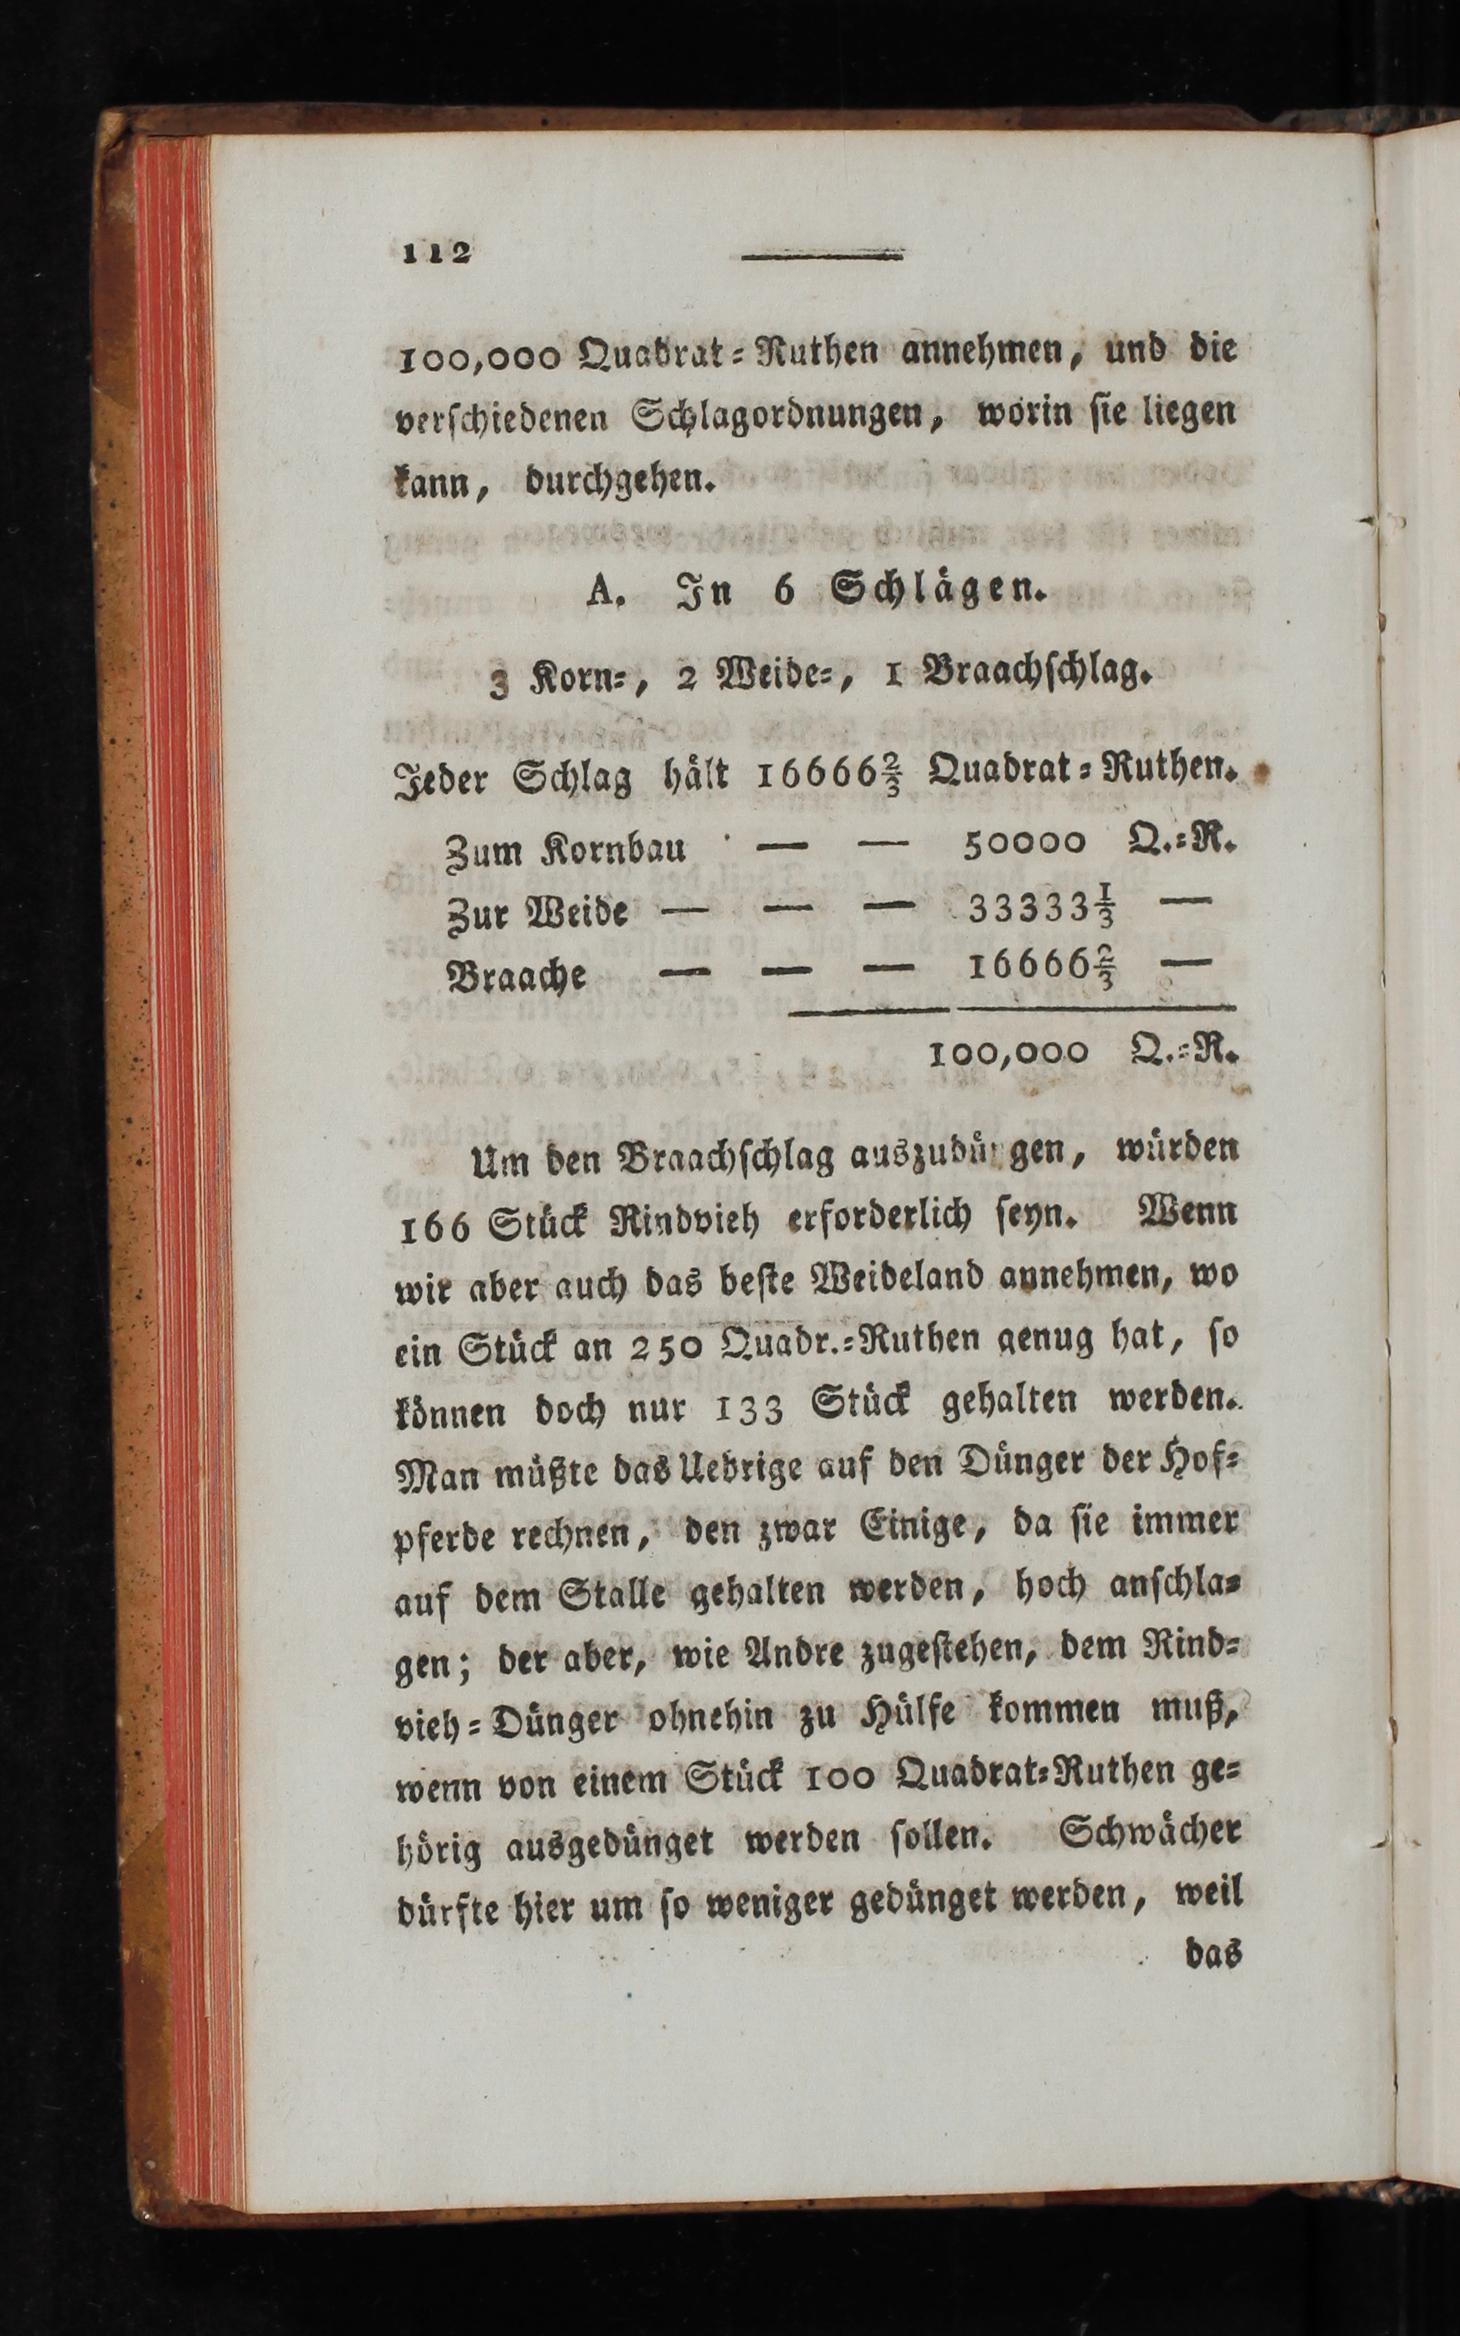 112
100,000 Quadrat-Ruthen annehmen, und die
verschiedenen Schlagordnungen, worin sie liegen
kann, durchgehen.
A. In 6 Schlägen.
3 Korn-, 2 Weide-, 1 Braachschlag.
Jeder Schlag hält 16666⅔ Quadrat-Ruthen.
Zum Kornbau — — 50000 Q.-R.
Zur Weide — — — 33333⅓ —
Braache — — — 16666⅔ —
100,000 Q.-R.
Um den Braachschlag auszudüngen, würden
166 Stück Rindvieh erforderlich seyn. Wenn
wir aber auch das beste Weideland annehmen, wo
ein Stück an 250 Quadr.-Ruthen genug hat, so
können doch nur 133 Stück gehalten werden.
Man müßte das Uebrige auf den Dünger der Hof-
pferde rechnen, den zwar Einige, da sie immer
auf dem Stalle gehalten werden, hoch anschla-
gen; der aber, wie Andre zugestehen, dem Rind-
vieh-Dünger ohnehin zu Hülfe kommen muß,
wenn von einem Stück 100 Quadrat-Ruthen ge-
hörig ausgedünget werden sollen. Schwächer
dürfte hier um so weniger gedünget werden, weil
das